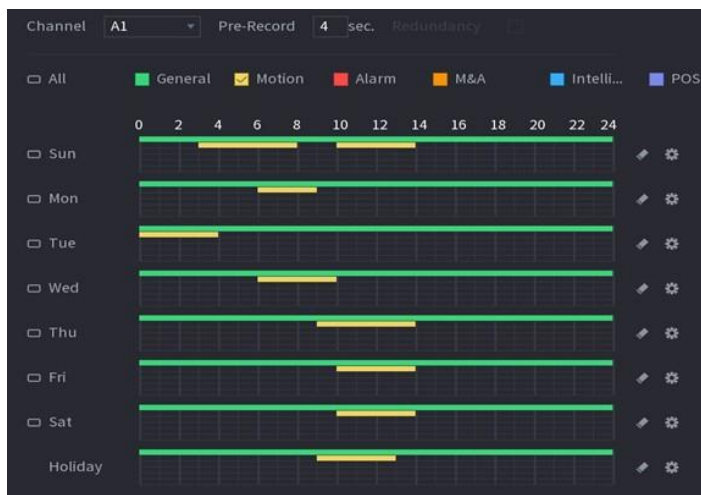 Channel A1 Pre-Record 4 sec. Redundancy
All General Motion Alarm M&A Intelli... POS
0 2 4 6 8 10 12 14 16 18 20 22 24
Sun
Mon
Tue
Wed
Thu
Fri
Sat
Holiday